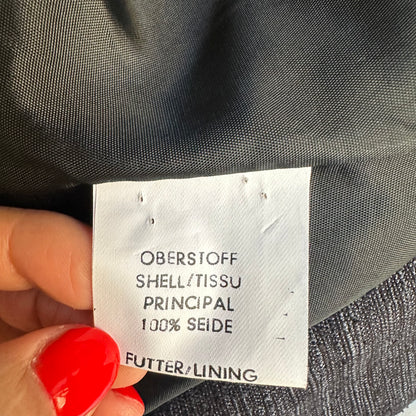 OBERSTOFF
SHELL/TISSU
PRINCIPAL
100% SEIDE
FUTTER/LINING